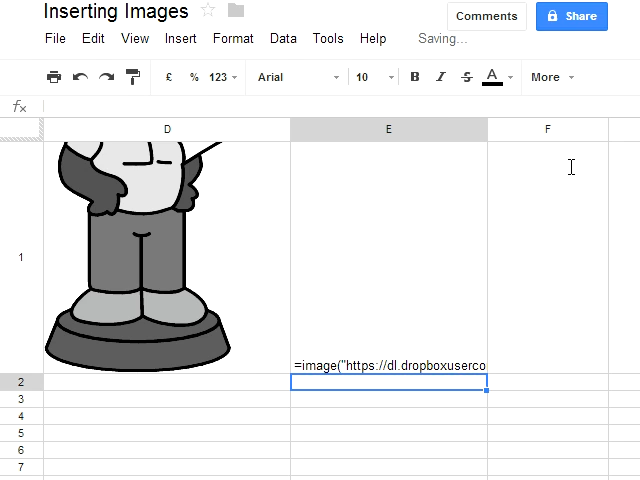 Inserting Images
Comments
Share
File Edit View Insert Format Data Tools Help Saving...
£ % 123 Arial 10 B I S A More
fx
D E F
1
=image("https://dl.dropboxuserco
2
3
4
5
6
7